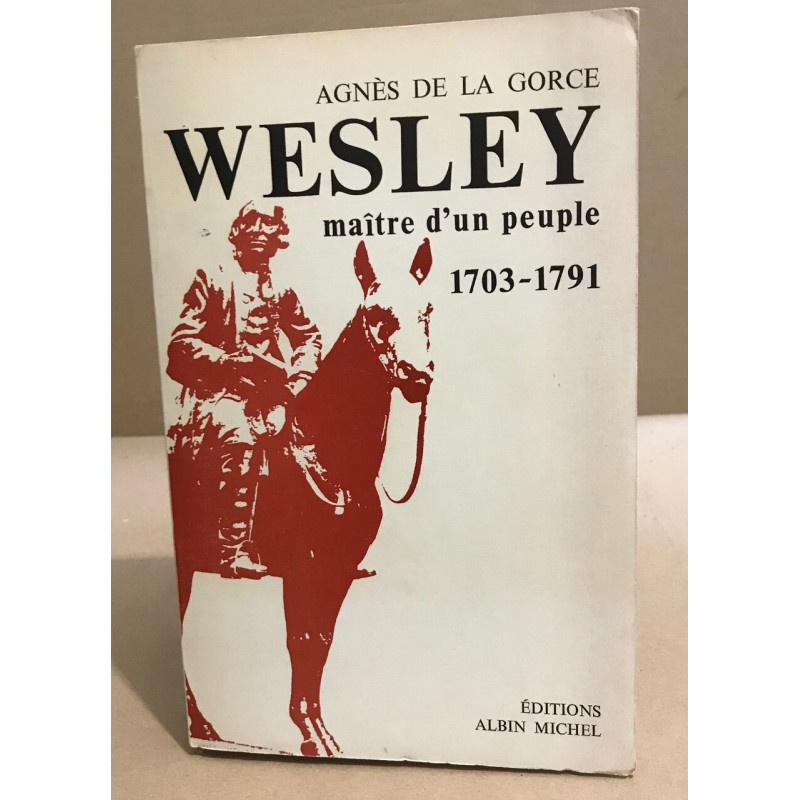 AGNÈS DE LA GORCE
WESLEY
maître d'un peuple
1703-1791
ÉDITIONS
ALBIN MICHEL